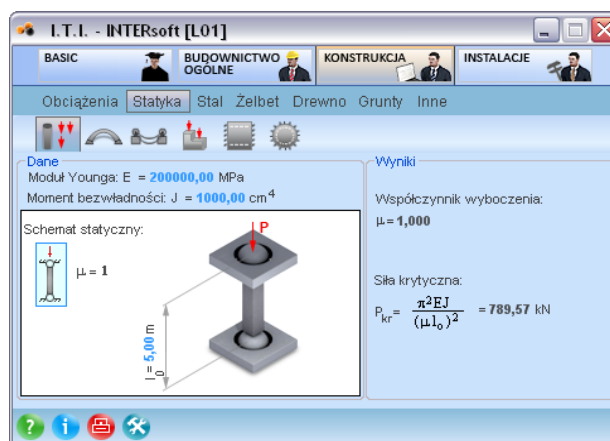 I.T.I. - INTERsoft [L01]
BASIC
BUDOWNICTWO OGÓLNE
KONSTRUKCJA
INSTALACJE
Obciążenia Statyka Stal Żelbet Drewno Grunty Inne
Dane
Moduł Younga: E = 200000,00 MPa
Moment bezwładności: J = 1000,00 cm⁴
Schemat statyczny:
μ = 1
P
l₀ = 5,00 m
Wyniki
Współczynnik wyboczenia:
μ = 1,000
Siła krytyczna:
P_kr = π²EJ / (μl₀)² = 789,57 kN